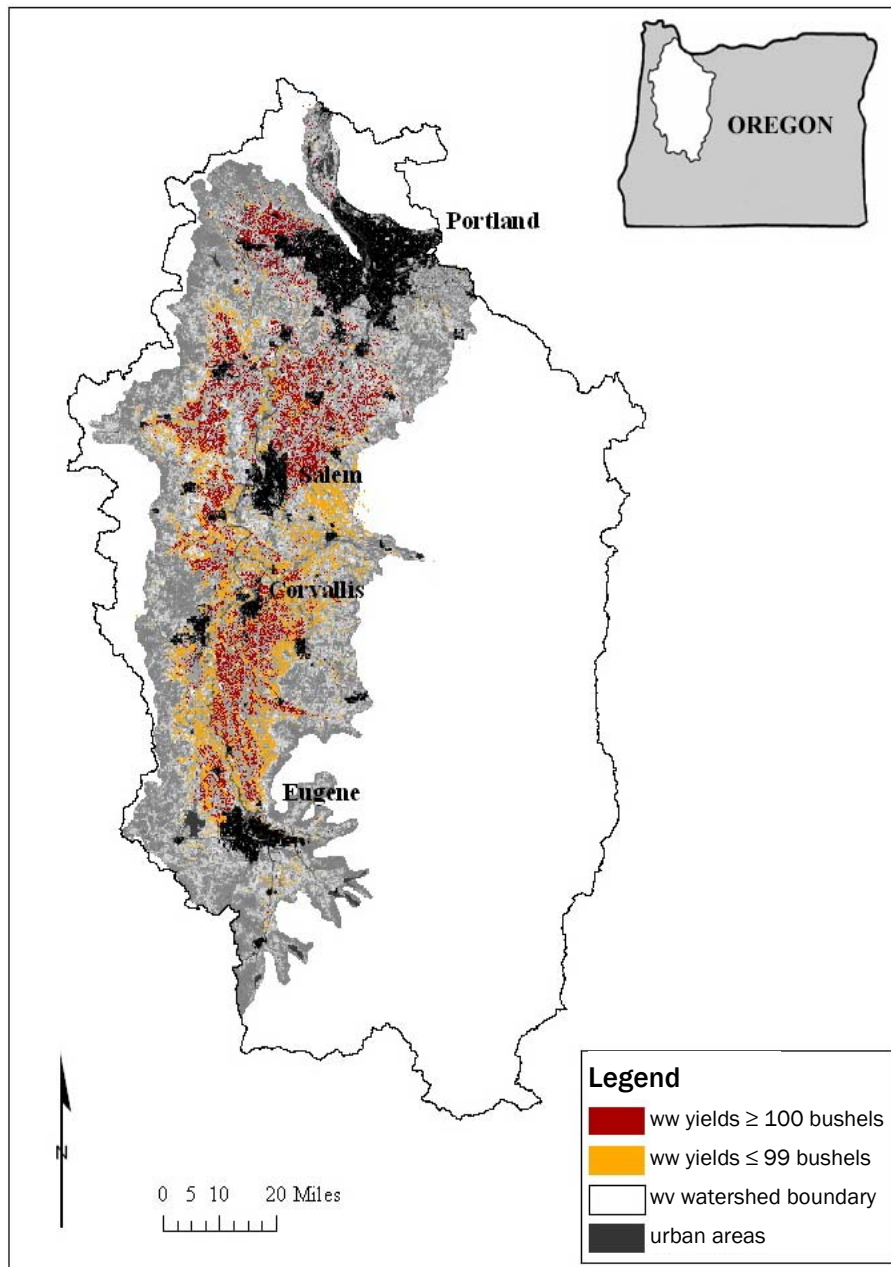 OREGON
Portland
Salem
Corvallis
Eugene
N
0 5 10 20 Miles
Legend
ww yields ≥ 100 bushels
ww yields ≤ 99 bushels
wv watershed boundary
urban areas